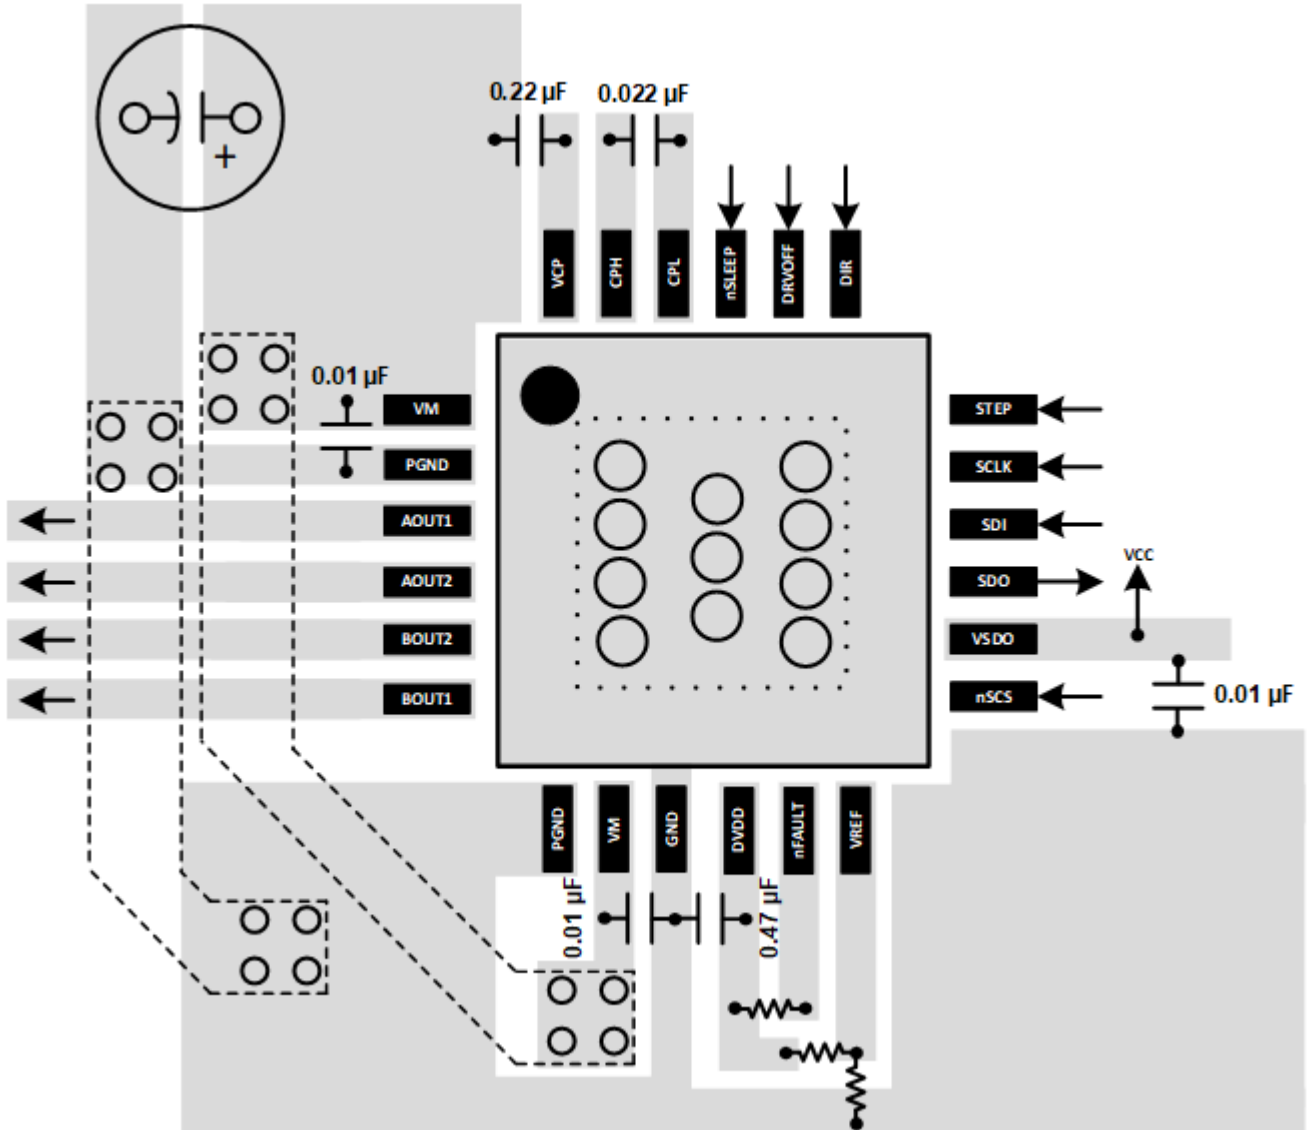 0.22 µF
0.022 µF
+
VCP
CPH
CPL
nSLEEP
DRVOFF
DIR
0.01 µF
VM
PGND
AOUT1
AOUT2
BOUT2
BOUT1
STEP
SCLK
SDI
SDO
VSDO
nSCS
VCC
0.01 µF
PGND
VM
GND
DVDD
nFAULT
VREF
0.01 µF
0.47 µF